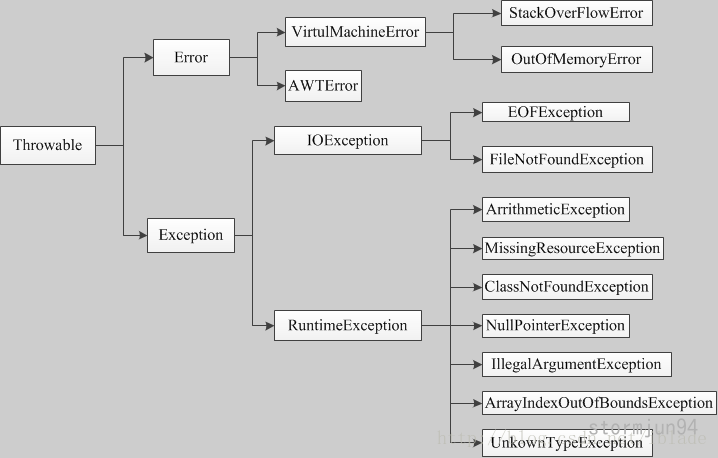 StackOverFlowError
VirtulMachineError
Error
OutOfMemoryError
AWTError
EOFException
Throwable
IOException
FileNotFoundException
ArrithmeticException
Exception
MissingResourceException
ClassNotFoundException
RuntimeException
NullPointerException
IllegalArgumentException
ArrayIndexOutOfBoundsException
stormjun94
UnkownTypeException